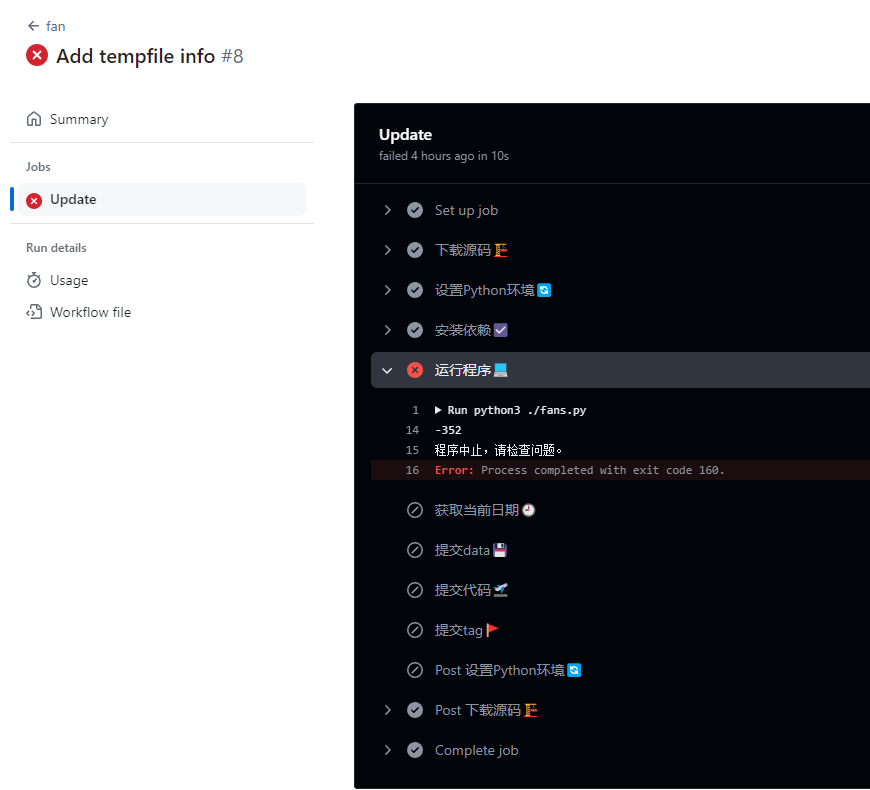 ← fan
Add tempfile info #8
Summary
Jobs
Update
Run details
Usage
Workflow file
Update
failed 4 hours ago in 10s
Set up job
下载源码🏗️
设置Python环境🔄
安装依赖☑️
运行程序💻
1 ▶ Run python3 ./fans.py
14 -352
15 程序中止，请检查问题。
16 Error: Process completed with exit code 160.
获取当前日期🕘
提交data💾
提交代码🛫
提交tag🚩
Post 设置Python环境🔄
Post 下载源码🏗️
Complete job